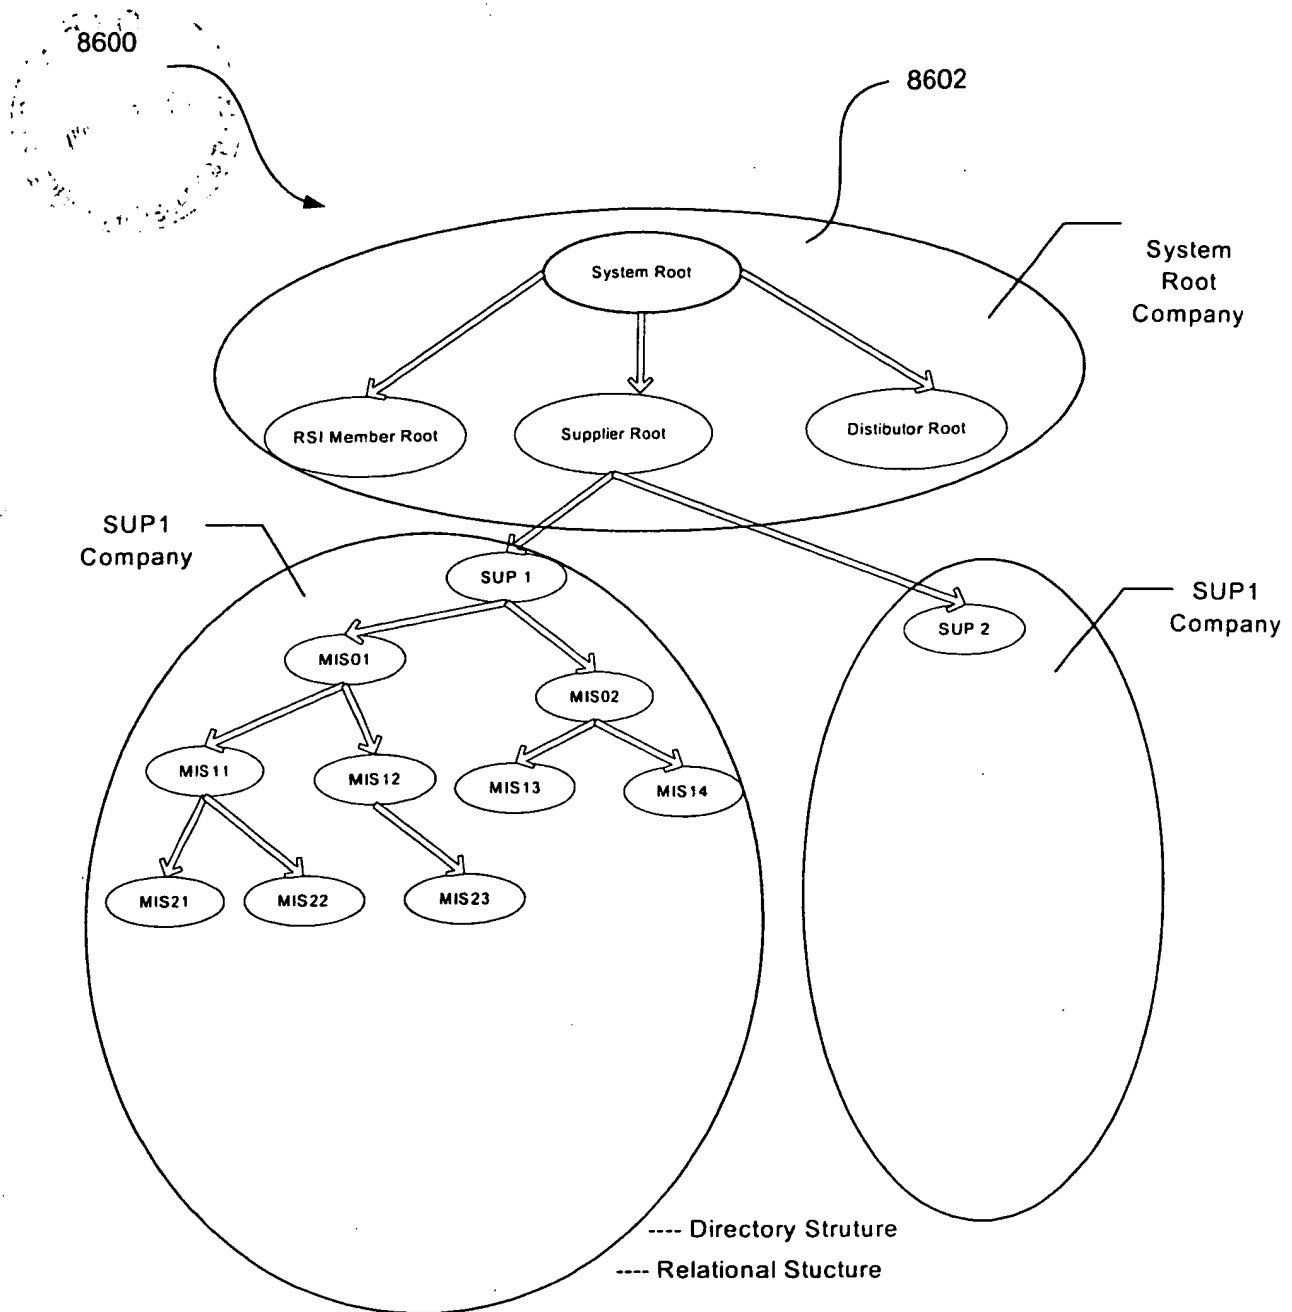 8600
8602
System Root
System
Root
Company
RSI Member Root
Supplier Root
Distibutor Root
SUP1
Company
SUP 1
SUP1
Company
SUP 2
MIS01
MIS02
MIS11
MIS12
MIS13
MIS14
MIS21
MIS22
MIS23
---- Directory Struture
---- Relational Stucture